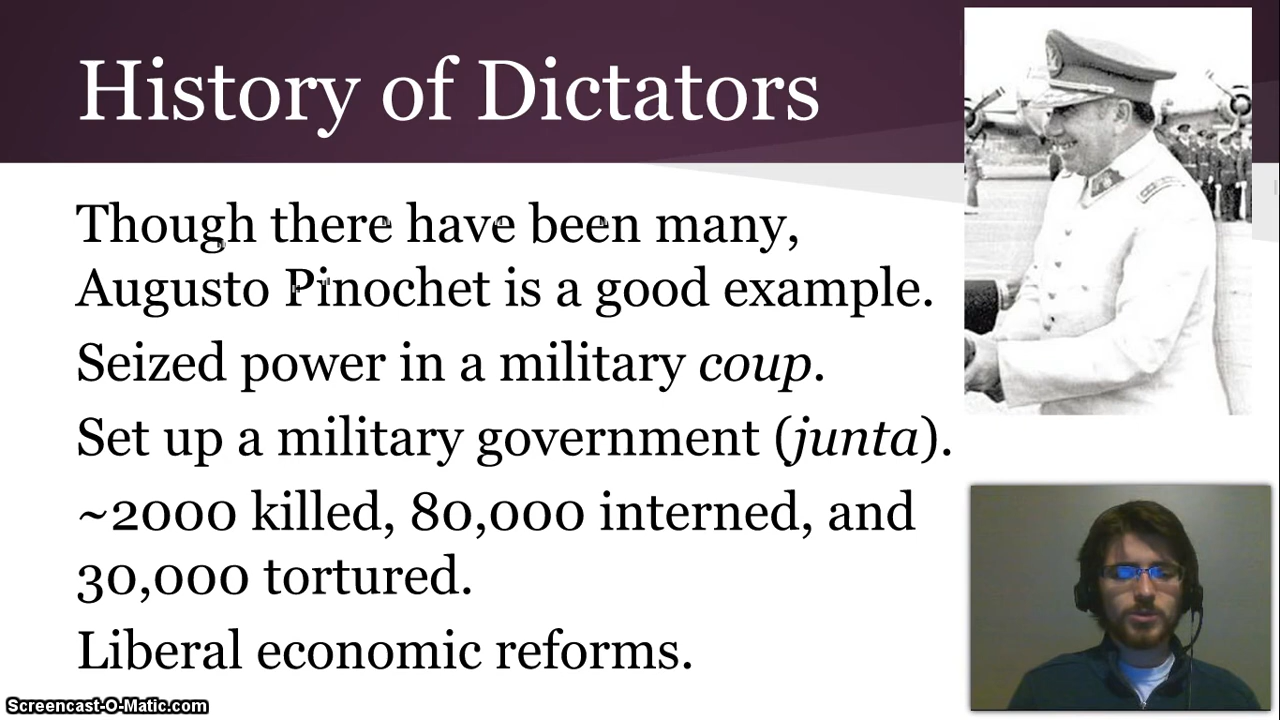 History of Dictators
Though there have been many,
Augusto Pinochet is a good example.
Seized power in a military coup.
Set up a military government (junta).
~2000 killed, 80,000 interned, and
30,000 tortured.
Liberal economic reforms.
Screencast-O-Matic.com